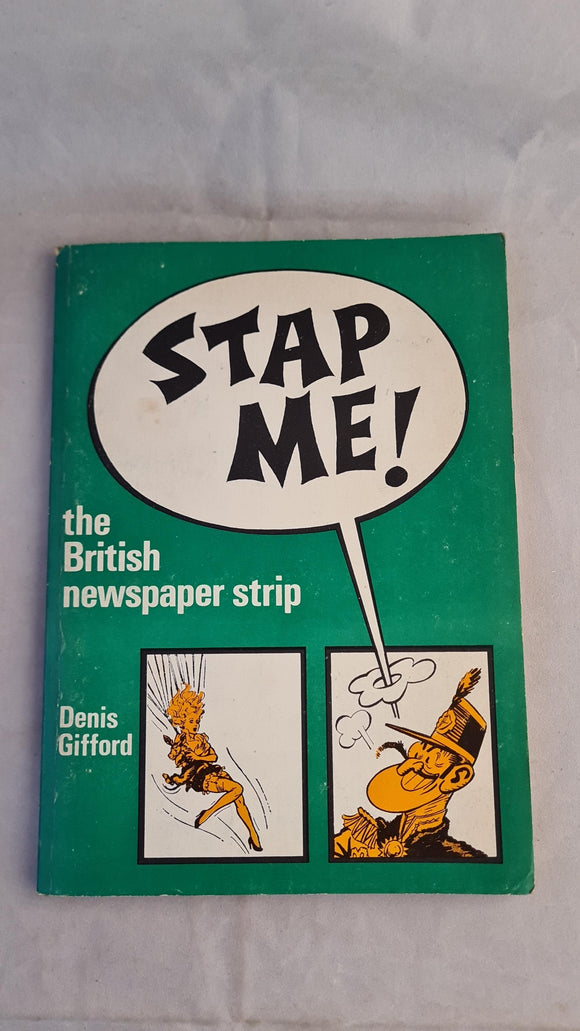 STAP
ME!
the
British
newspaper strip
Denis
Gifford